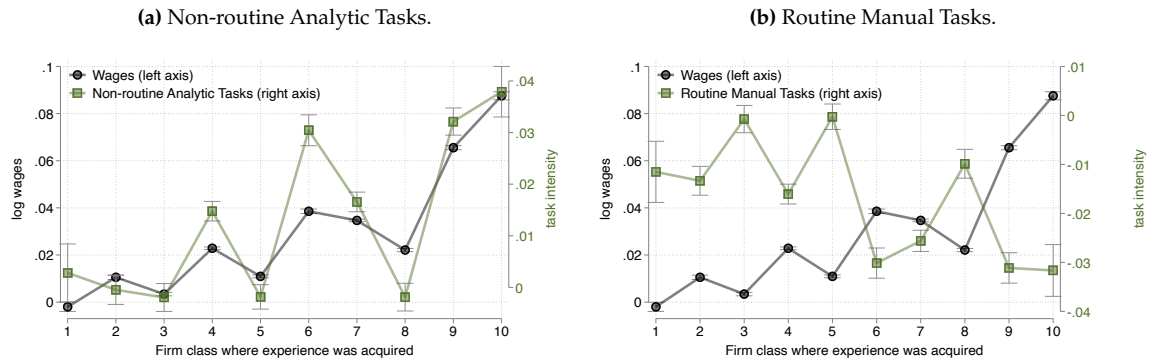 (a) Non-routine Analytic Tasks.
.1
.08
.06
.04
.02
0
log wages
Wages (left axis)
Non-routine Analytic Tasks (right axis)
.04
.03
.02
.01
0
task intensity
1 2 3 4 5 6 7 8 9 10
Firm class where experience was acquired
(b) Routine Manual Tasks.
.1
.08
.06
.04
.02
0
log wages
Wages (left axis)
Routine Manual Tasks (right axis)
.01
0
-.01
-.02
-.03
-.04
task intensity
1 2 3 4 5 6 7 8 9 10
Firm class where experience was acquired